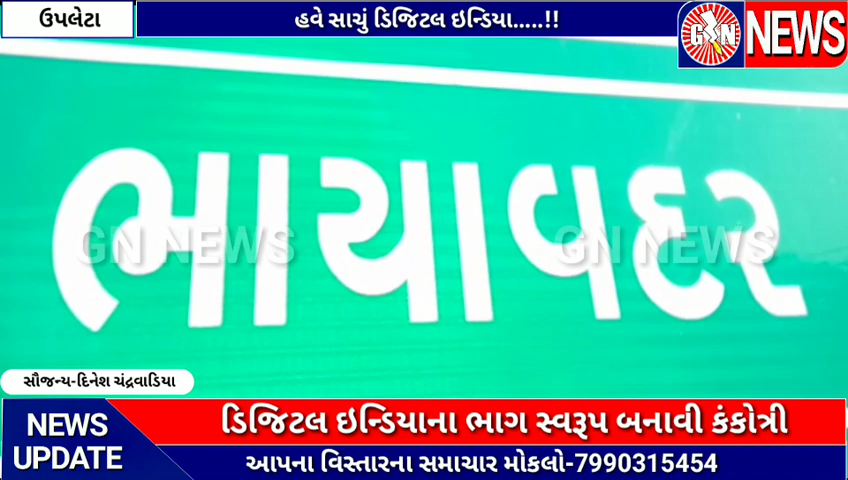 ઉપલેટા
હવે સાચું ડિજિટલ ઇન્ડિયા.....!!
GN NEWS
ભાયાવદર
GN NEWS GN NEWS
સૌજન્ય-દિનેશ ચંદ્રવાડિયા
NEWS UPDATE
ડિજિટલ ઇન્ડિયાના ભાગ સ્વરૂપ બનાવી કંકોત્રી
આપના વિસ્તારના સમાચાર મોકલો-7990315454